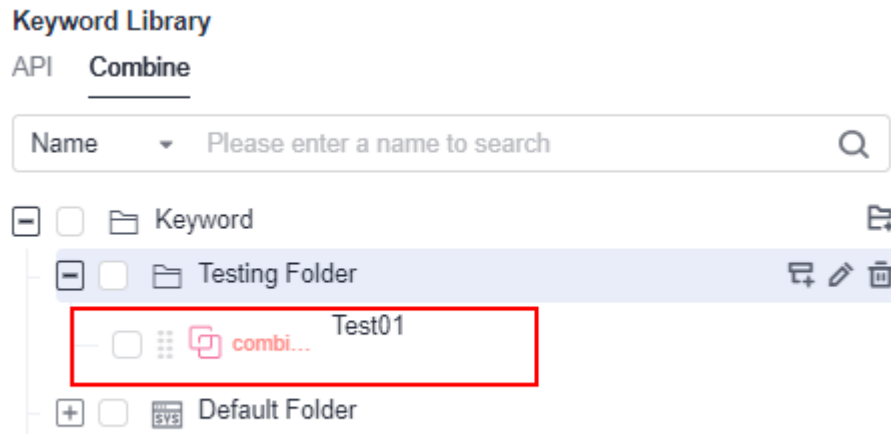 Keyword Library
API Combine
Name Please enter a name to search
Keyword
Testing Folder
combi... Test01
SYS Default Folder